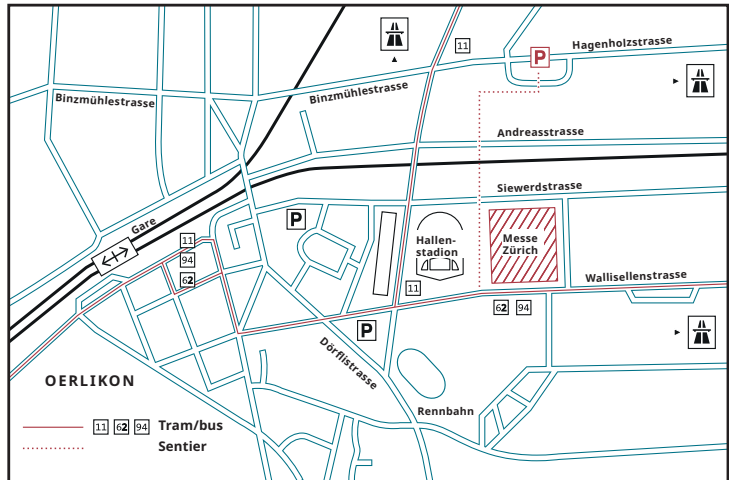 11
Hagenholzstrasse
P
Binzmühlestrasse
Binzmühlestrasse
Andreasstrasse
Siewerdstrasse
P
Gare
11
94
62
Hallen-
stadion
Messe
Zürich
Wallisellenstrasse
11
62 94
P
Dörflistrasse
OERLIKON
Rennbahn
11 62 94 Tram/bus
Sentier